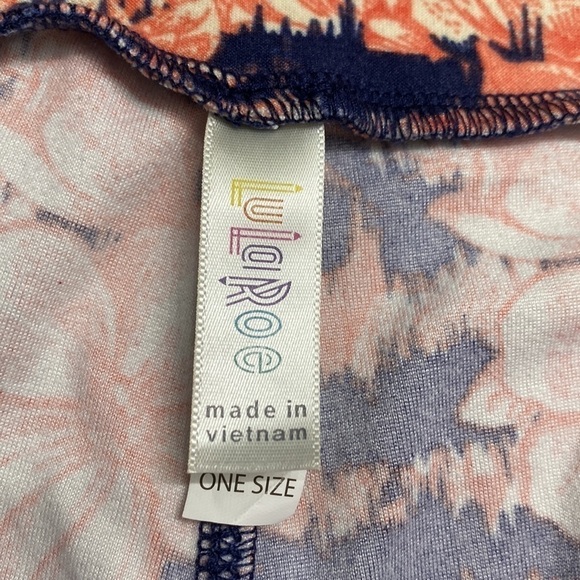 LuLaRoe
made in
vietnam
ONE SIZE